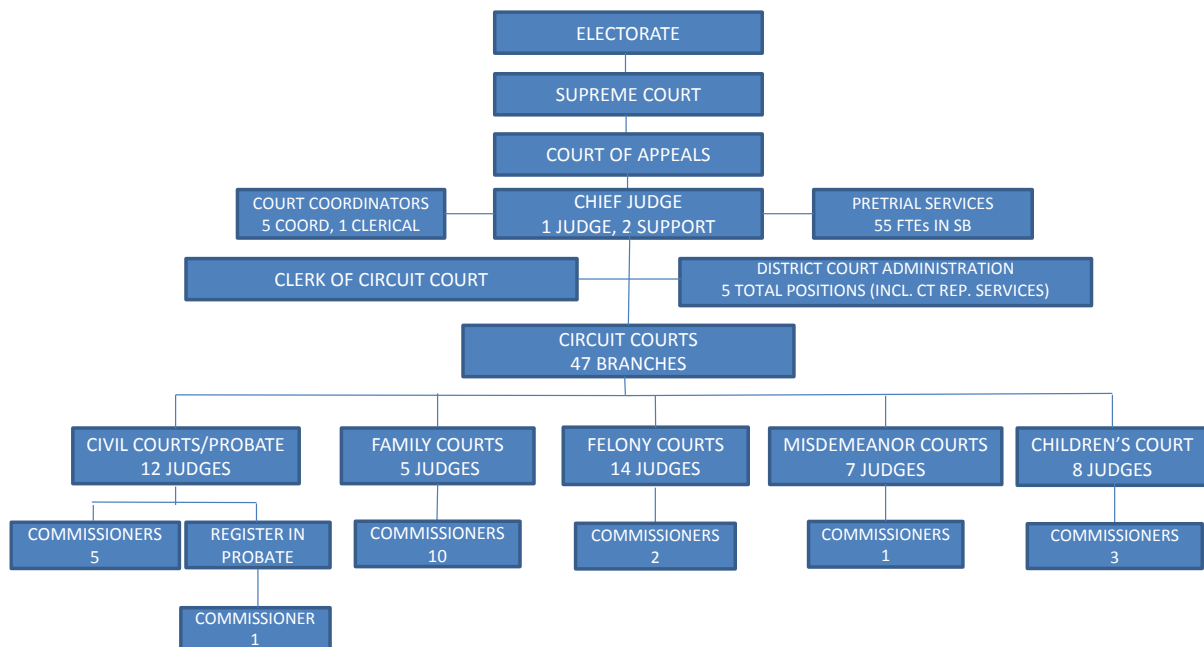 ELECTORATE
SUPREME COURT
COURT OF APPEALS
COURT COORDINATORS
5 COORD, 1 CLERICAL
CHIEF JUDGE
1 JUDGE, 2 SUPPORT
PRETRIAL SERVICES
55 FTEs IN SB
CLERK OF CIRCUIT COURT
DISTRICT COURT ADMINISTRATION
5 TOTAL POSITIONS (INCL. CT REP. SERVICES)
CIRCUIT COURTS
47 BRANCHES
CIVIL COURTS/PROBATE
12 JUDGES
FAMILY COURTS
5 JUDGES
FELONY COURTS
14 JUDGES
MISDEMEANOR COURTS
7 JUDGES
CHILDREN’S COURT
8 JUDGES
COMMISSIONERS
5
REGISTER IN
PROBATE
COMMISSIONERS
10
COMMISSIONERS
2
COMMISSIONERS
1
COMMISSIONERS
3
COMMISSIONER
1